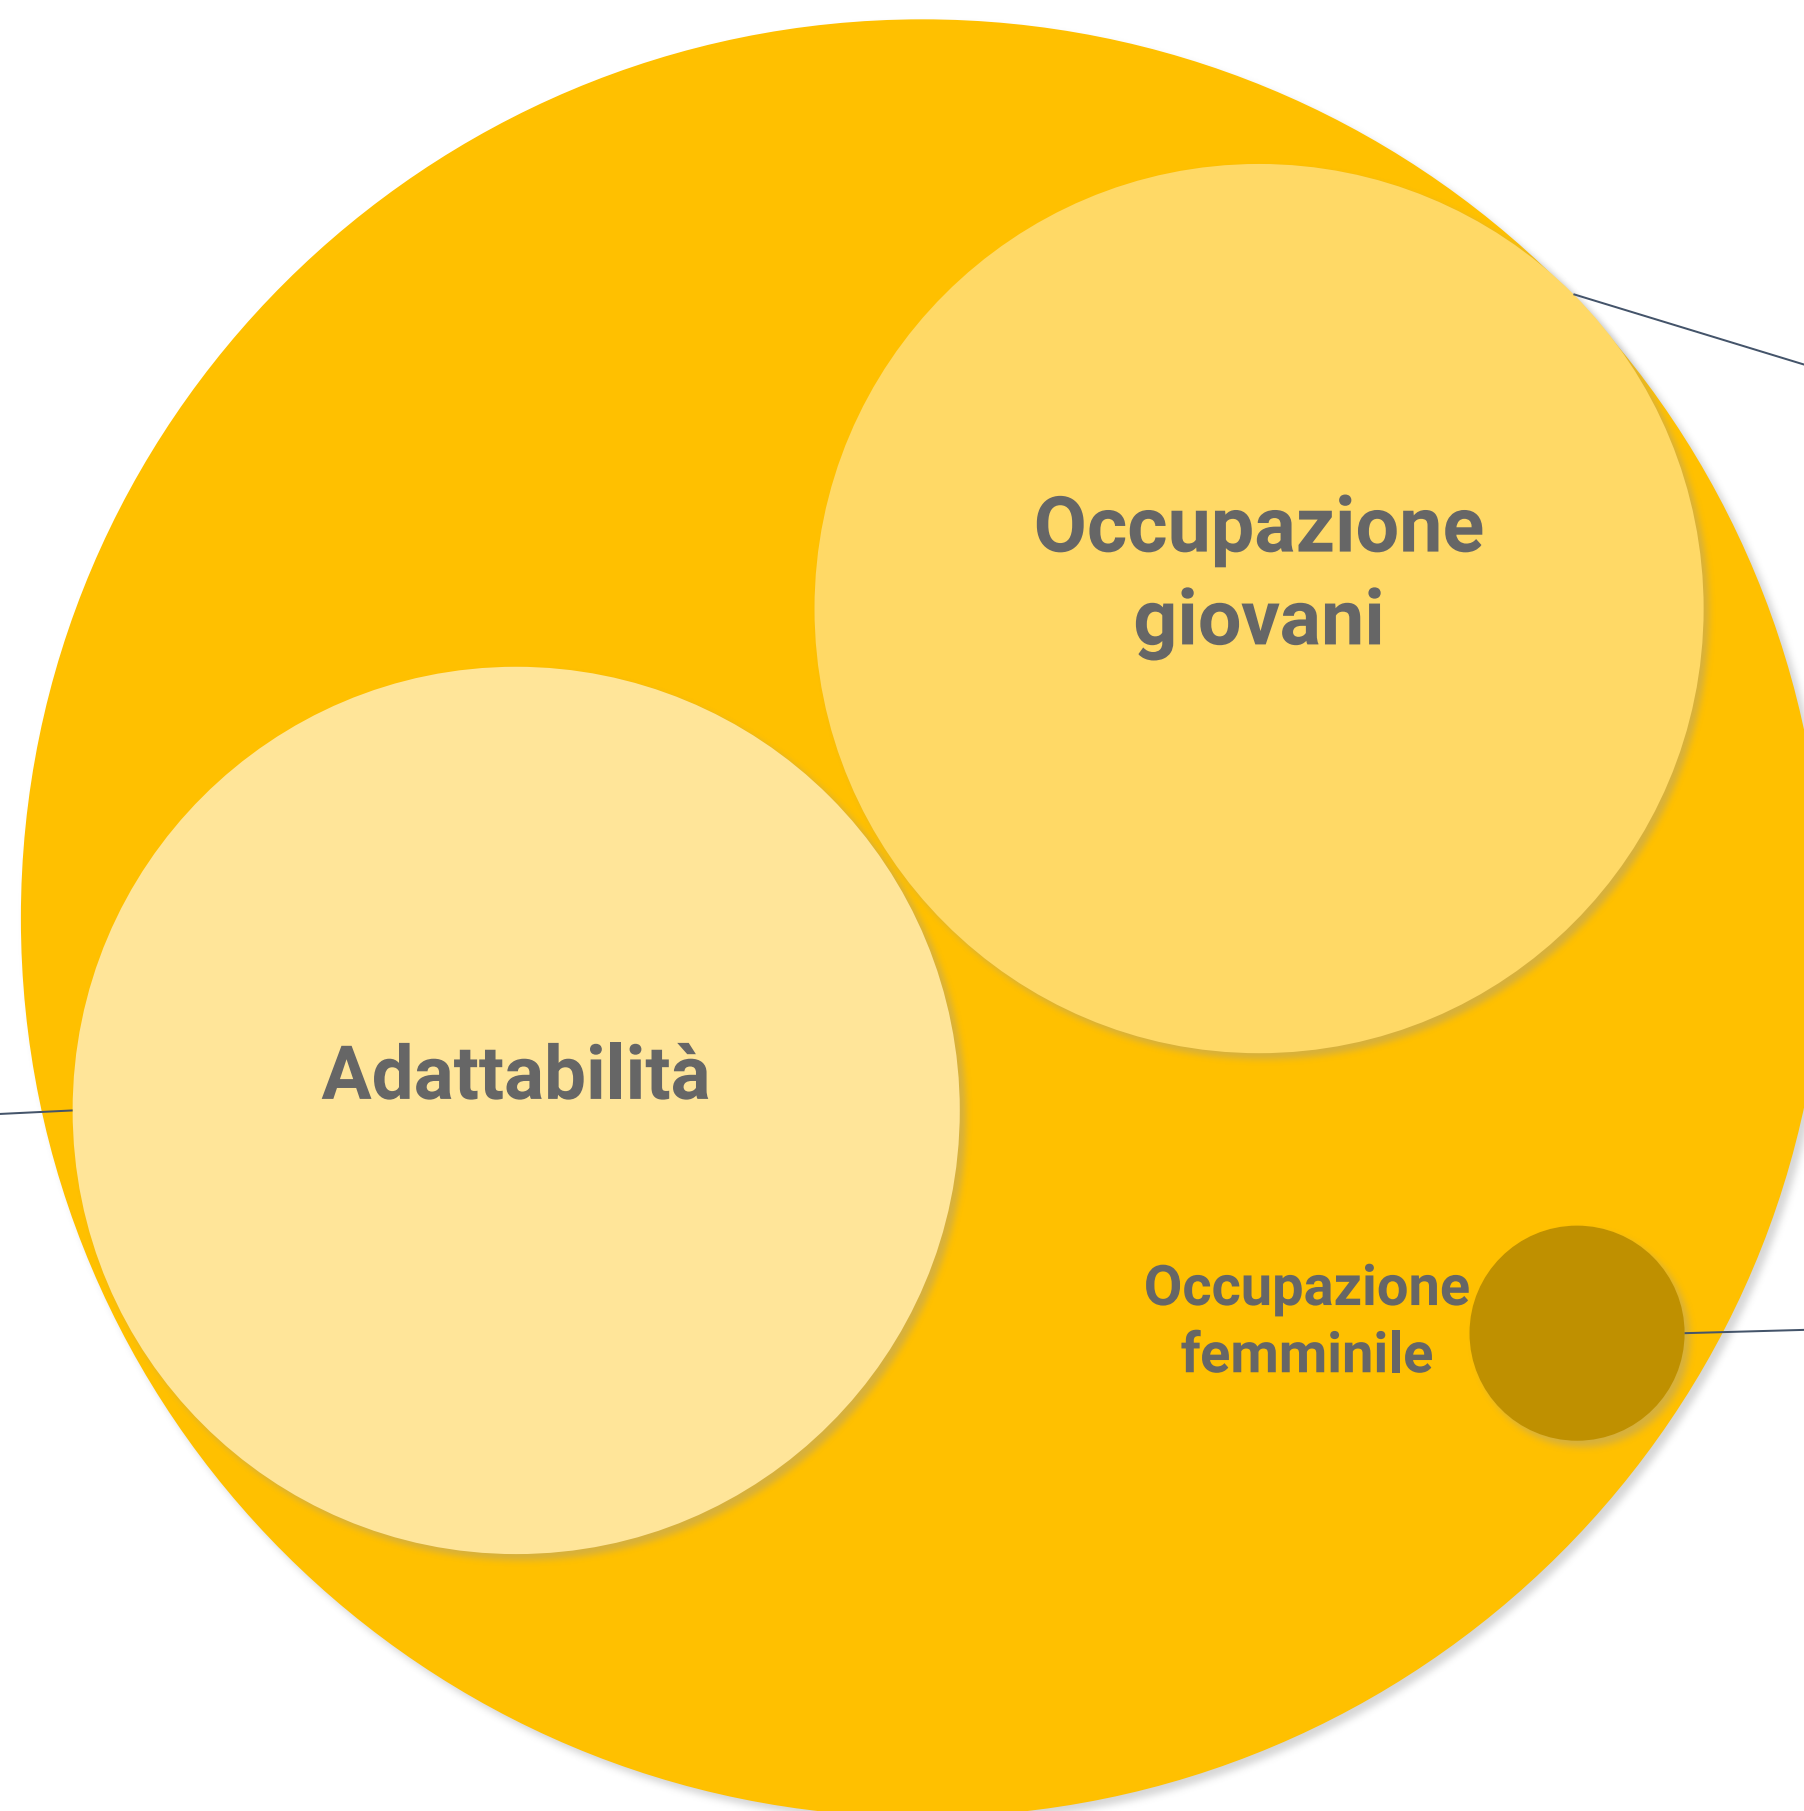 Occupazione
giovani
Adattabilità
Occupazione
femminile